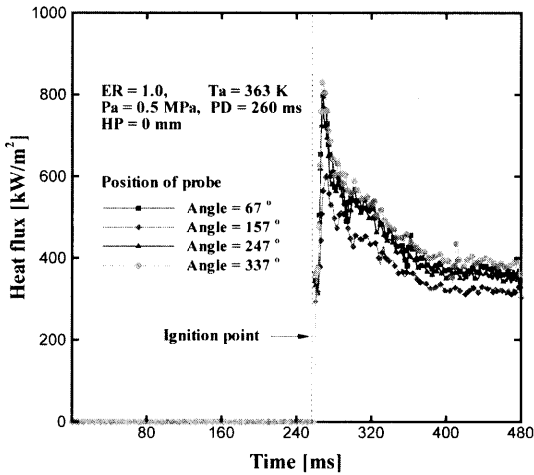 1000
800
600
400
200
0
Heat flux [kW/m²]
ER = 1.0, Ta = 363 K
Pa = 0.5 MPa, PD = 260 ms
HP = 0 mm
Position of probe
Angle = 67 °
Angle = 157 °
Angle = 247 °
Angle = 337 °
Ignition point
80 160 240 320 400 480
Time [ms]